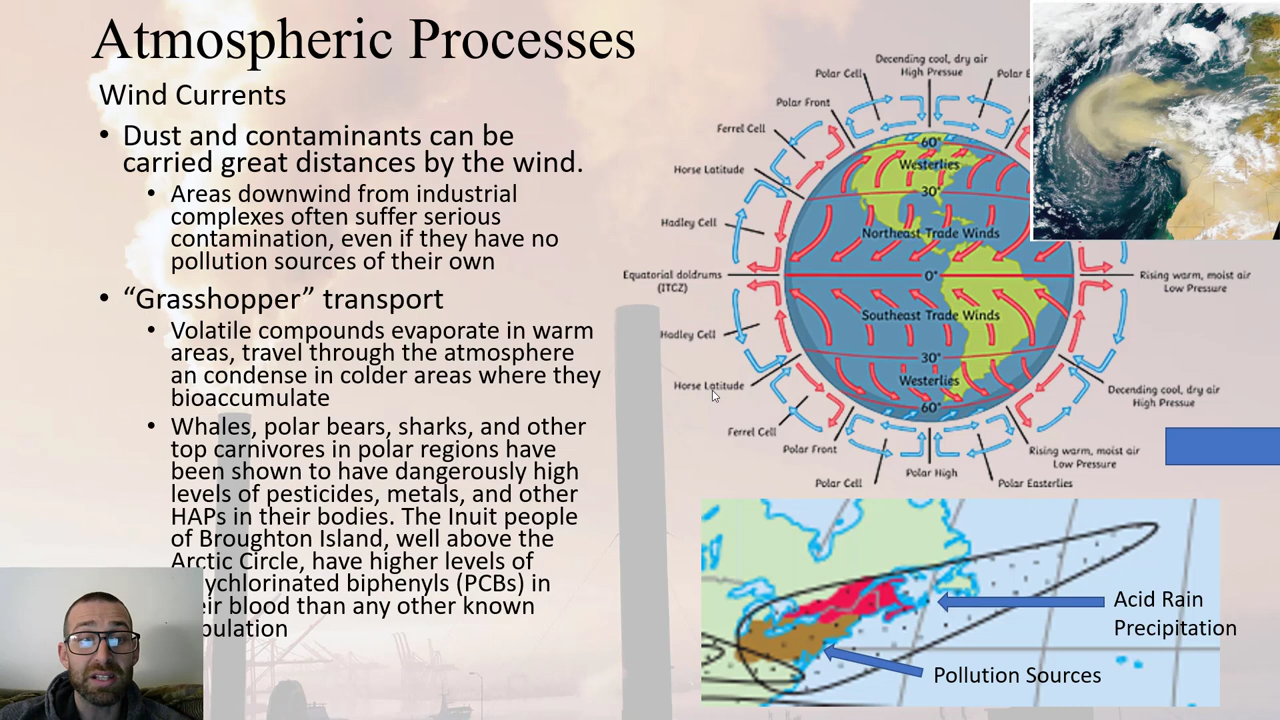 Atmospheric Processes
Wind Currents
• Dust and contaminants can be
carried great distances by the wind.
• Areas downwind from industrial
complexes often suffer serious
contamination, even if they have no
pollution sources of their own
• “Grasshopper” transport
• Volatile compounds evaporate in warm
areas, travel through the atmosphere
an condense in colder areas where they
bioaccumulate
• Whales, polar bears, sharks, and other
top carnivores in polar regions have
been shown to have dangerously high
levels of pesticides, metals, and other
HAPs in their bodies. The Inuit people
of Broughton Island, well above the
Arctic Circle, have higher levels of
ychlorinated biphenyls (PCBs) in
eir blood than any other known
pulation
Decending cool, dry air
High Pressue
Polar Cell
Polar Front
Ferrel Cell
Horse Latitude
Hadley Cell
Equatorial doldrums
(ITCZ)
Hadley Cell
Horse Latitude
Ferrel Cell
Polar Front
Polar Cell
Polar High
Polar Easterlies
Rising warm, moist air
Low Pressure
Decending cool, dry air
High Pressue
Rising warm, moist air
Low Pressure
60°
Westerlies
30°
Northeast Trade Winds
0°
Southeast Trade Winds
30°
Westerlies
60°
Acid Rain
Precipitation
Pollution Sources